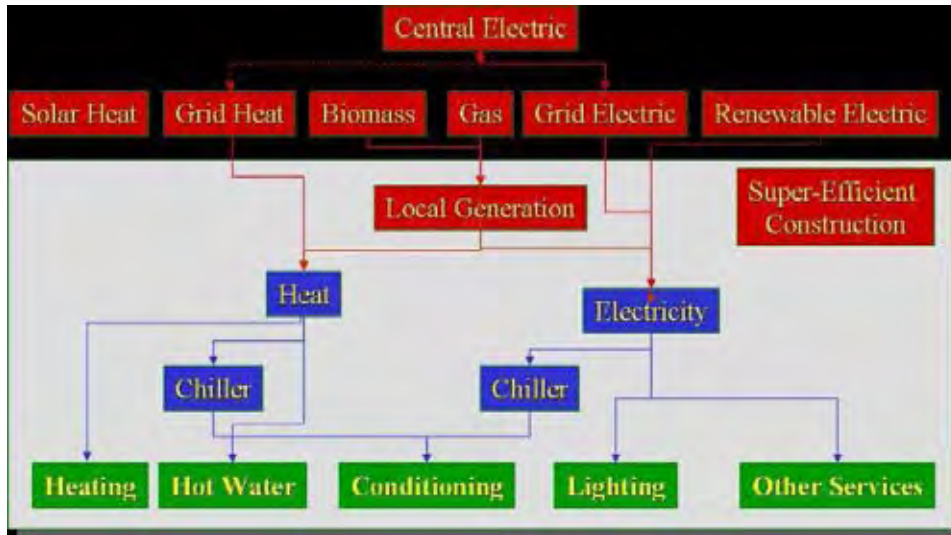 Central Electric
Solar Heat
Grid Heat
Biomass
Gas
Grid Electric
Renewable Electric
Local Generation
Super-Efficient
Construction
Heat
Electricity
Chiller
Chiller
Heating
Hot Water
Conditioning
Lighting
Other Services